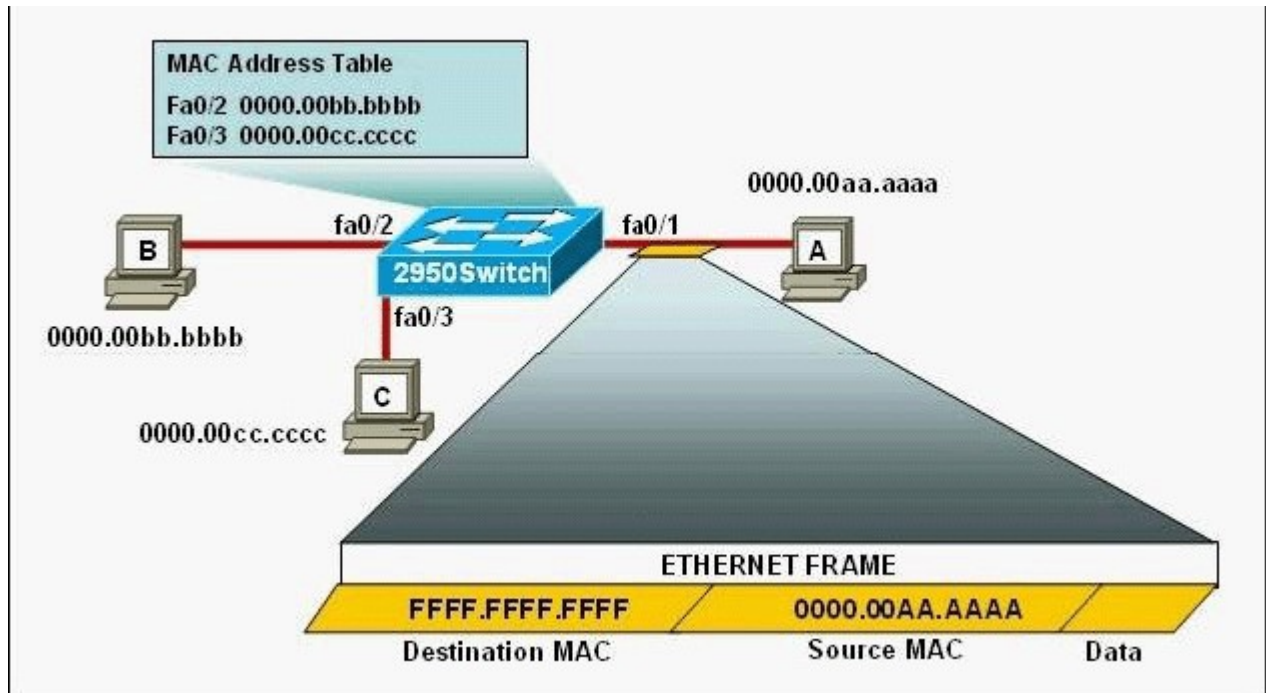 MAC Address Table
Fa0/2 0000.00bb.bbbb
Fa0/3 0000.00cc.cccc
0000.00aa.aaaa
fa0/2
fa0/1
B
A
2950Switch
fa0/3
0000.00bb.bbbb
C
0000.00cc.cccc
ETHERNET FRAME
FFFF.FFFF.FFFF 0000.00AA.AAAA
Destination MAC Source MAC Data